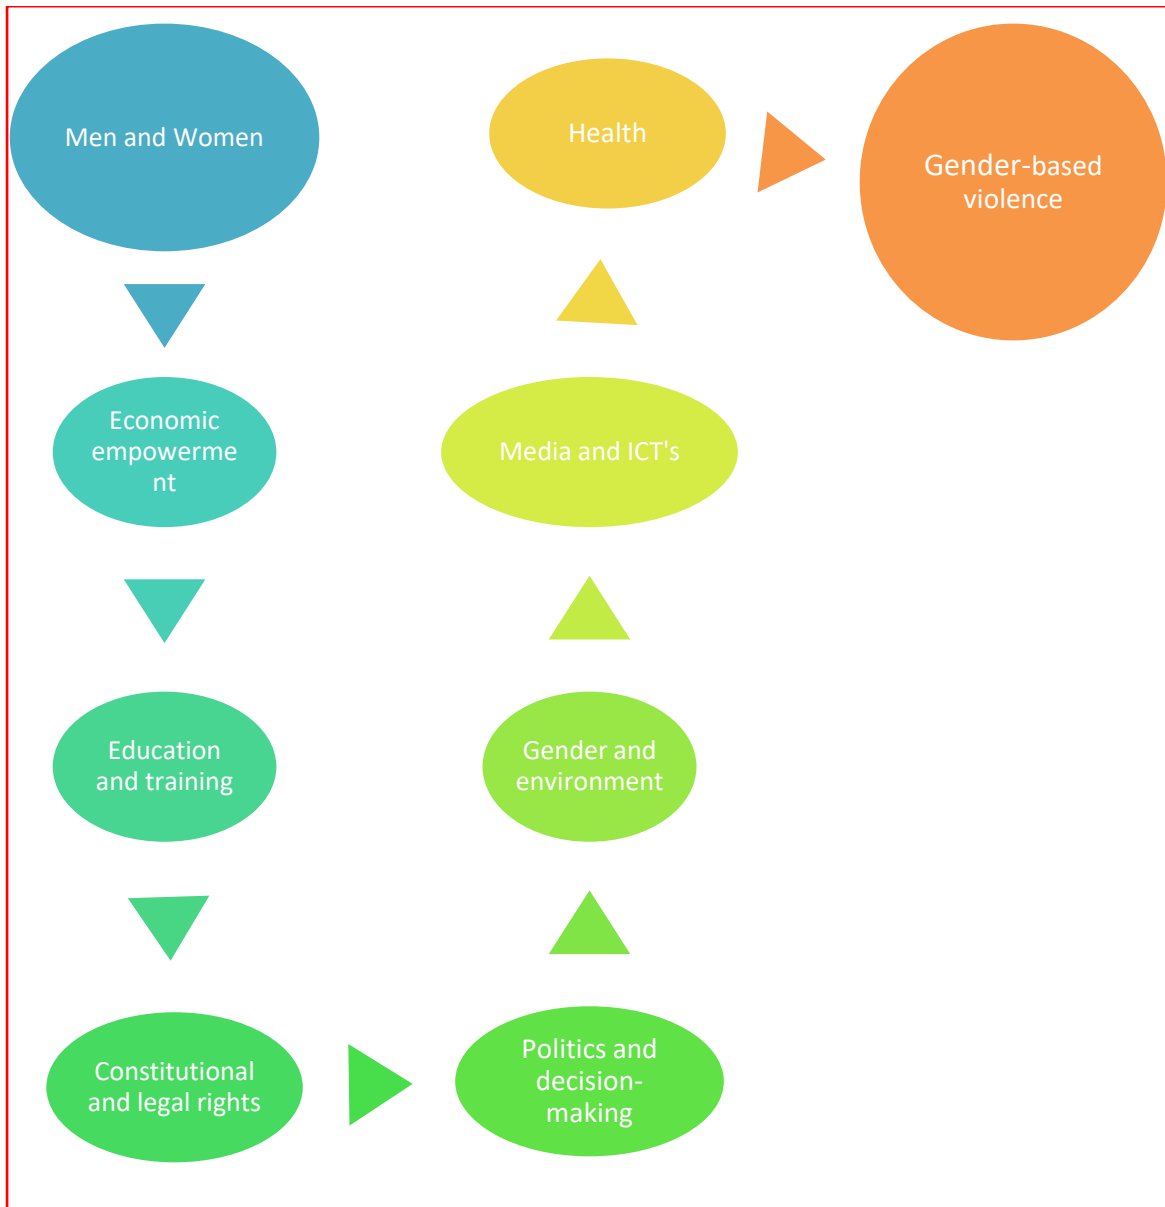 Men and Women
Economic
empowerme
nt
Education
and training
Constitutional
and legal rights
Politics and
decision-
making
Gender and
environment
Media and ICT's
Health
Gender-based
violence